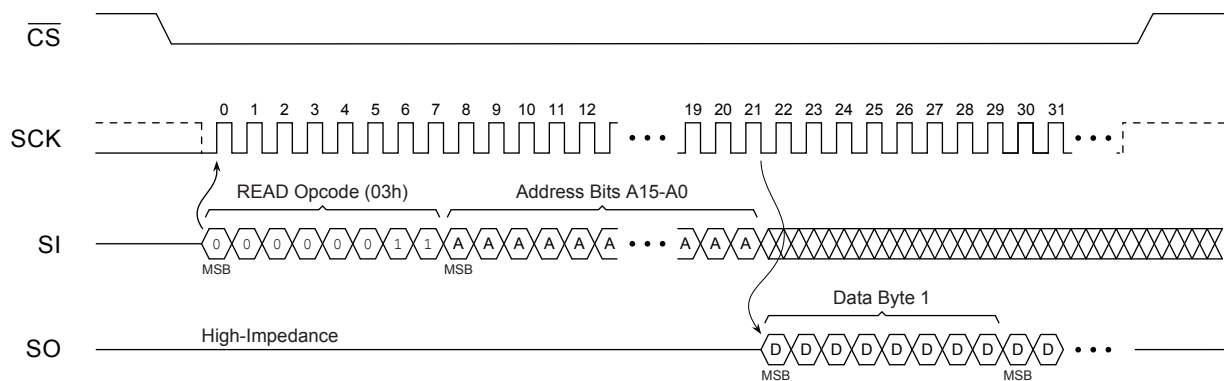 CS
0 1 2 3 4 5 6 7 8 9 10 11 12 19 20 21 22 23 24 25 26 27 28 29 30 31
SCK
READ Opcode (03h) Address Bits A15-A0
SI 0 0 0 0 0 0 1 1 A A A A A A A A A
MSB MSB
Data Byte 1
High-Impedance
SO D D D D D D D D D D
MSB MSB